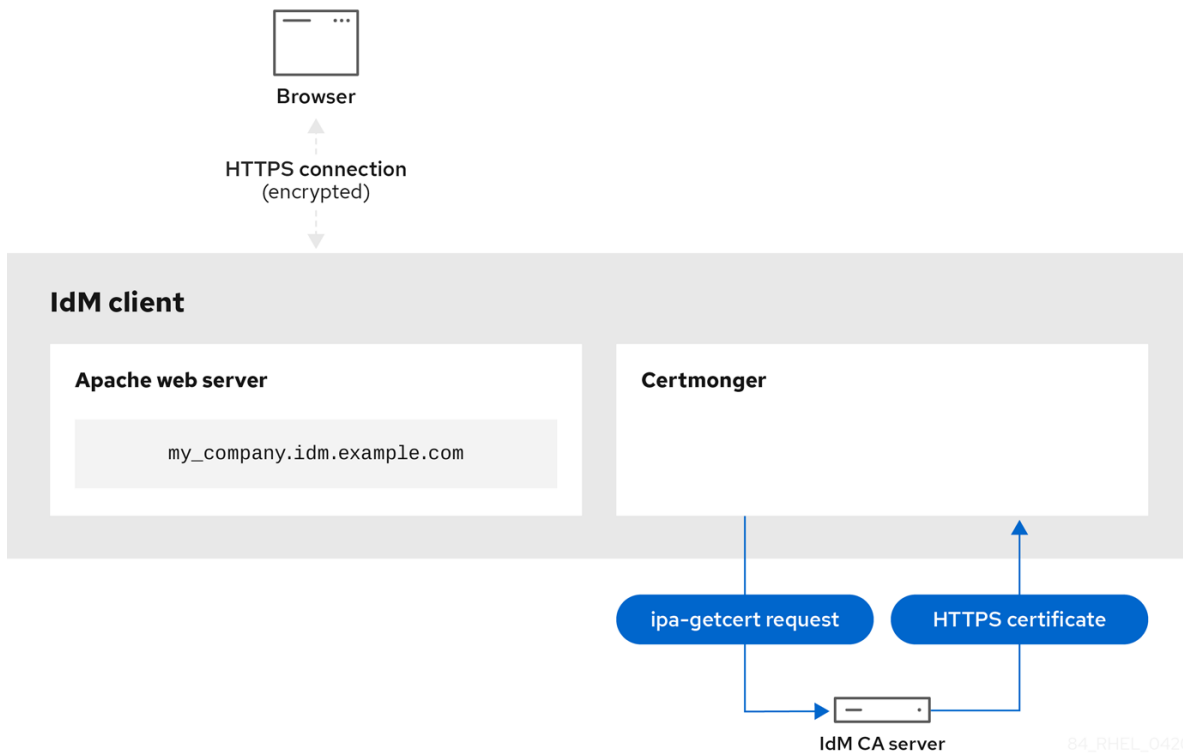 Browser
HTTPS connection
(encrypted)
IdM client
Apache web server
Certmonger
my_company.idm.example.com
ipa-getcert request
HTTPS certificate
IdM CA server